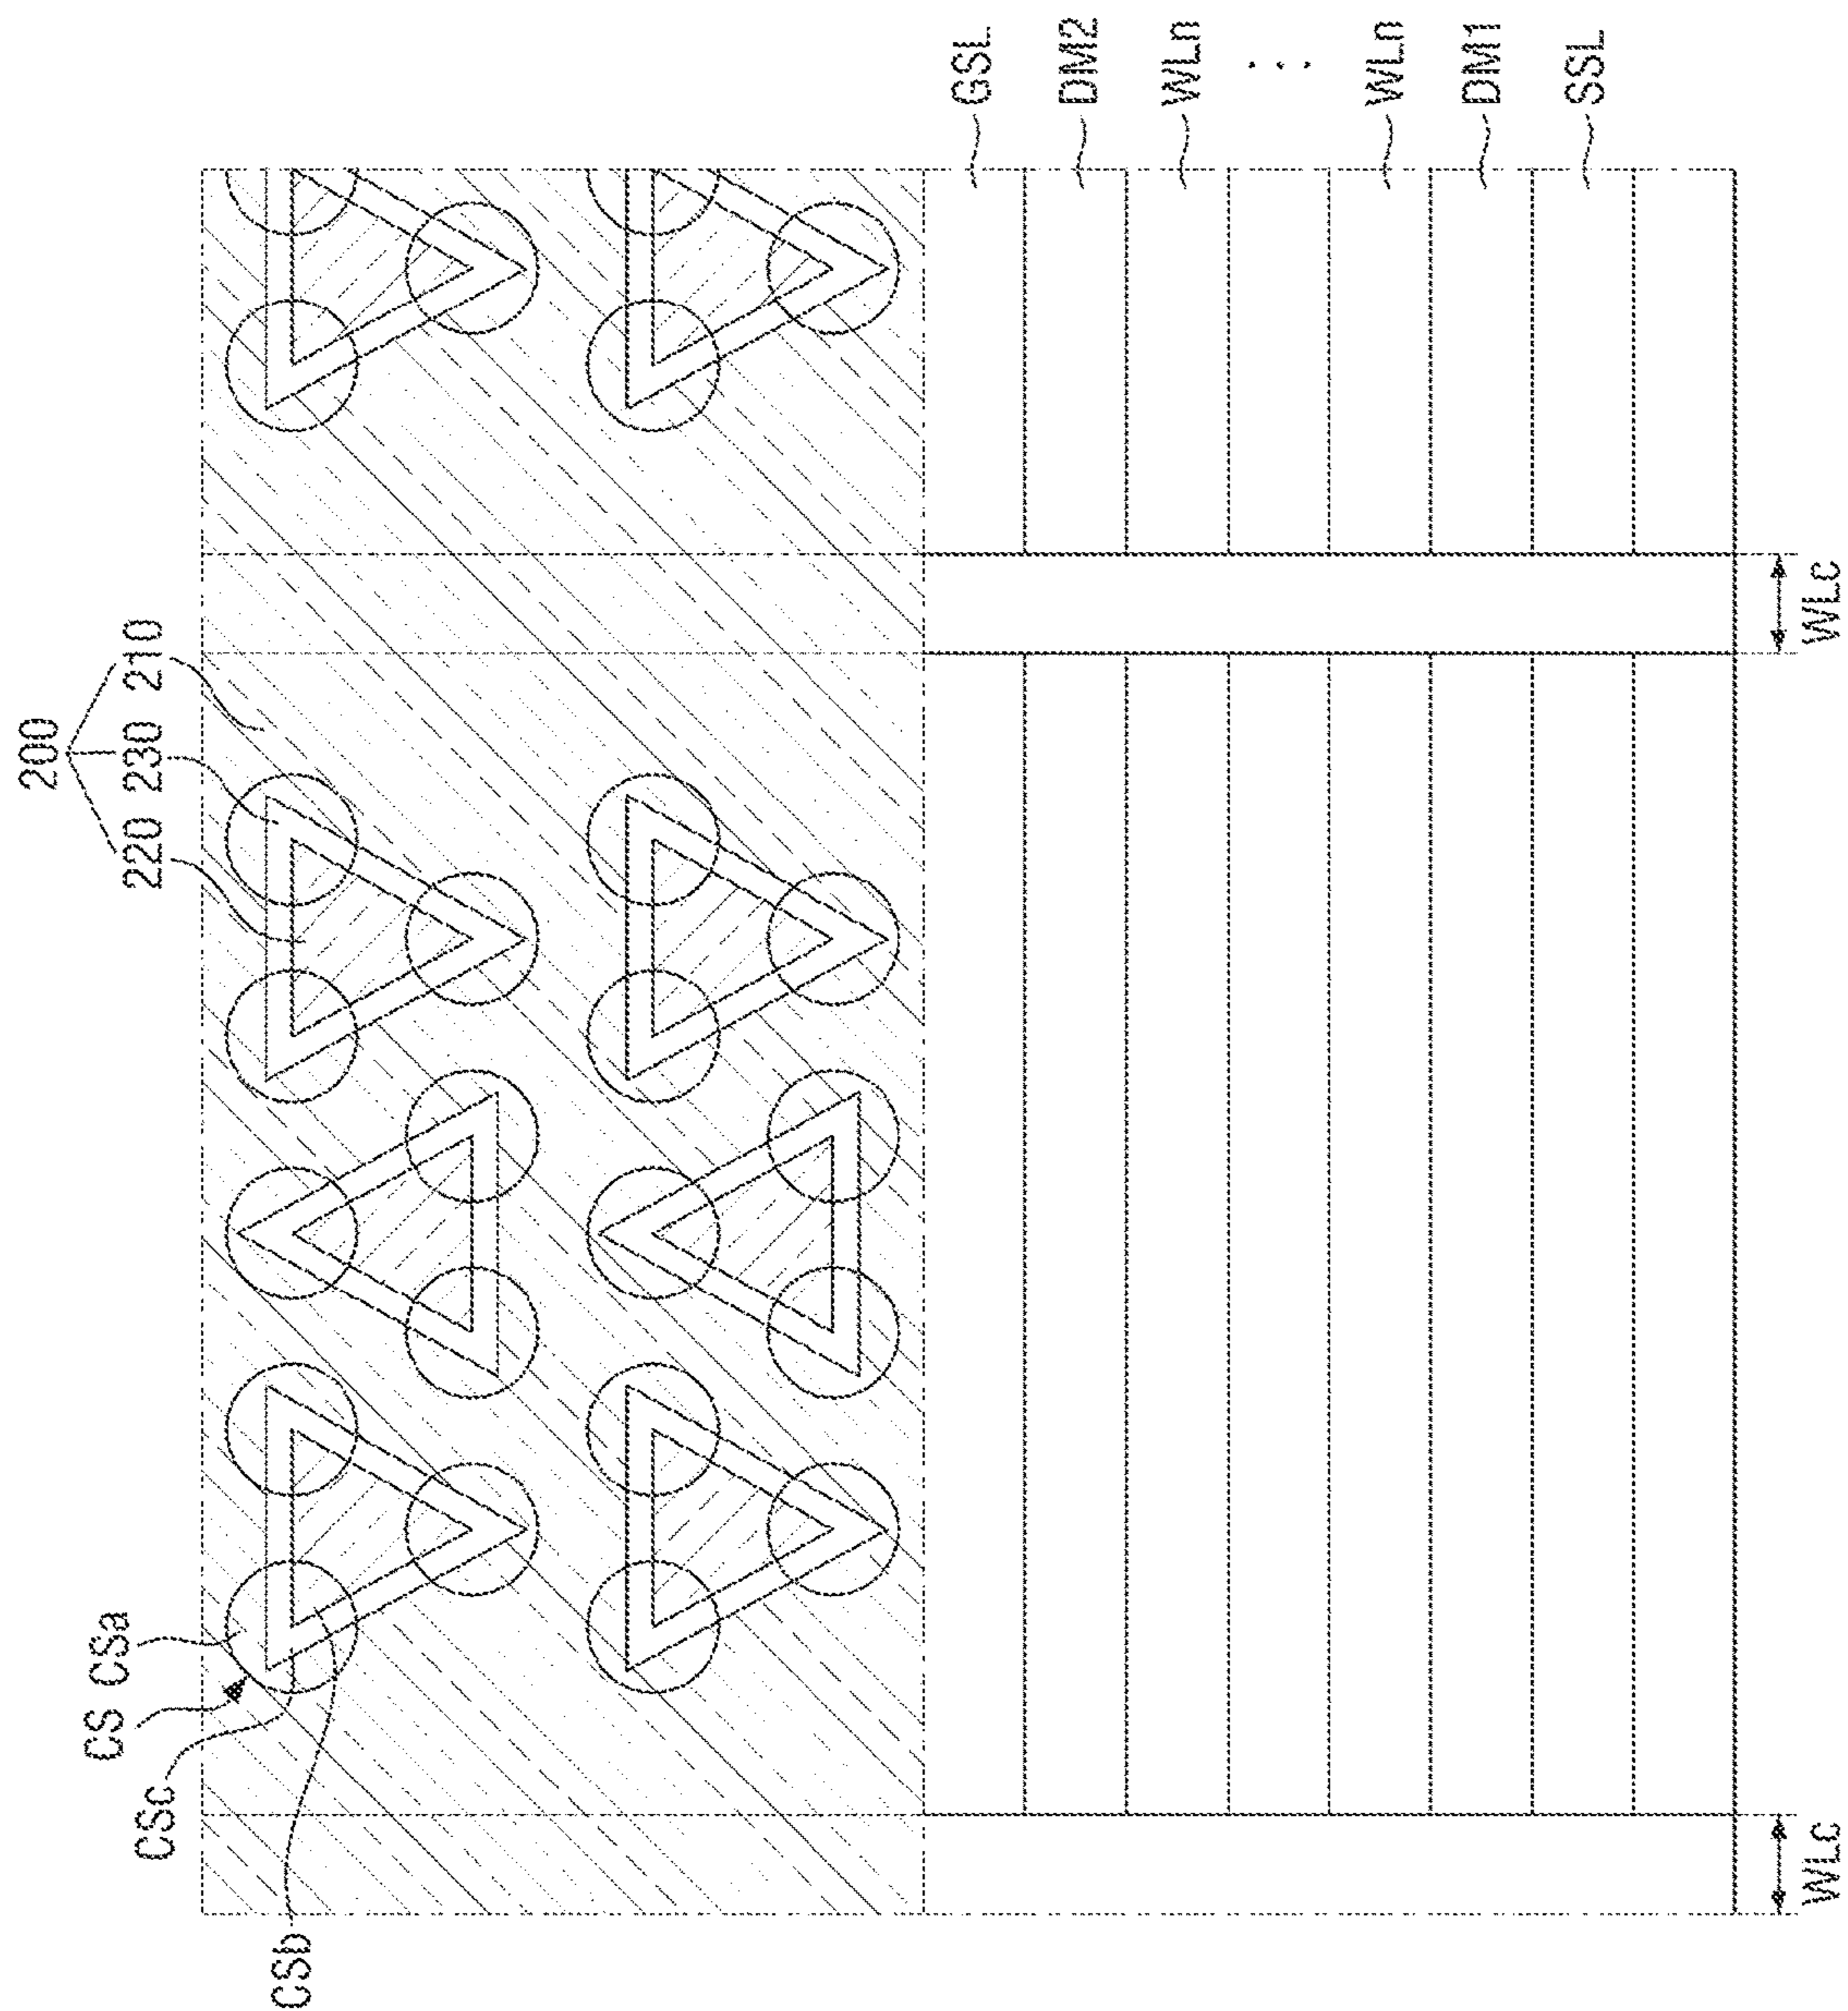 200
220 230 210
CS CSa
CSc
CSb
GSL
DM2
WLn
⋮
WLn
DM1
SSL
WLc
WLc